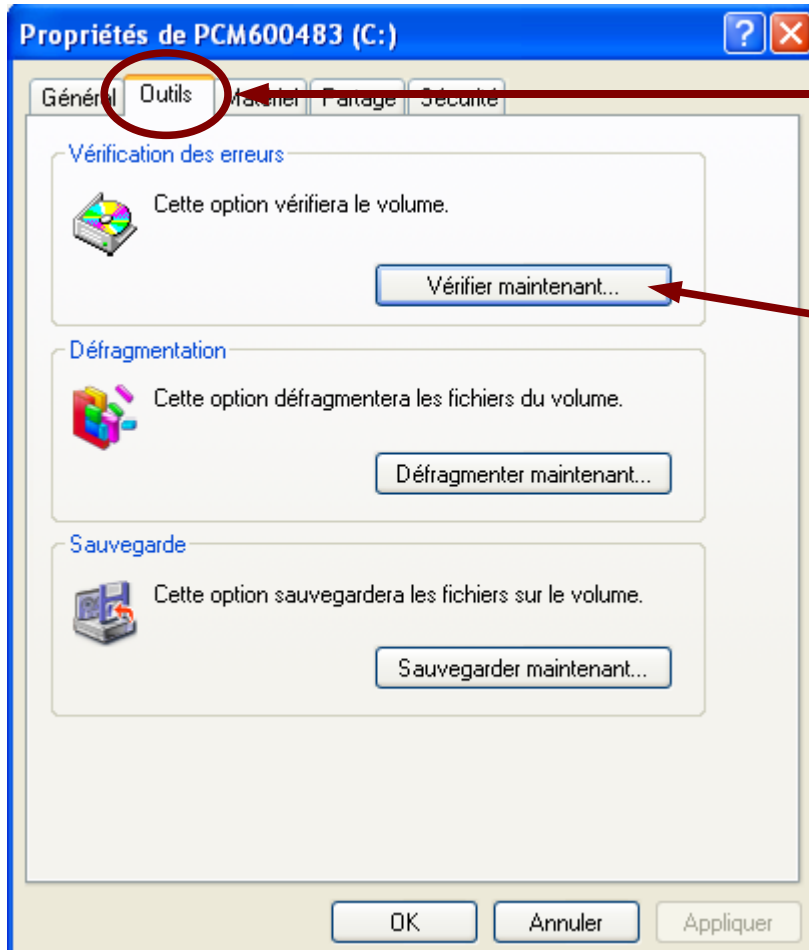 Propriétés de PCM600483 (C:)
Général Outils Matériel Partage Sécurité
Vérification des erreurs
Cette option vérifiera le volume.
Vérifier maintenant...
Défragmentation
Cette option défragmentera les fichiers du volume.
Défragmenter maintenant...
Sauvegarde
Cette option sauvegardera les fichiers sur le volume.
Sauvegarder maintenant...
OK Annuler Appliquer